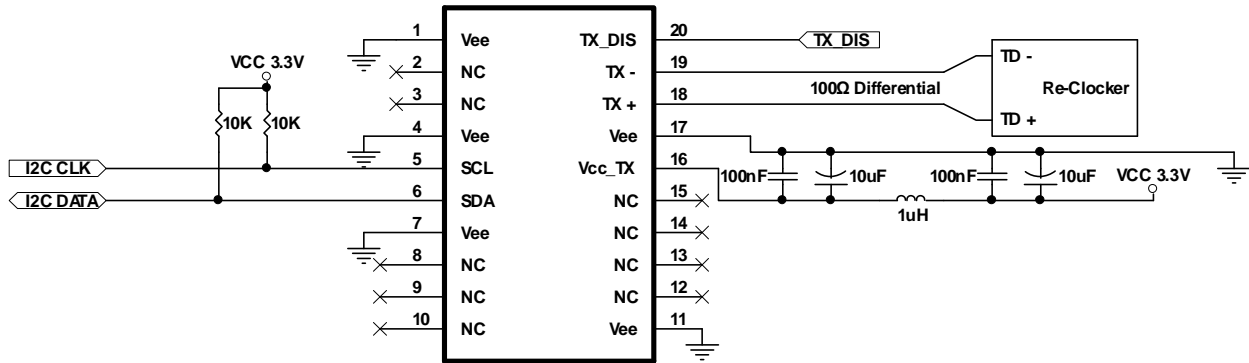 1 Vee TX_DIS 20 TX_DIS
VCC 3.3V
2 NC TX - 19 TD -
100Ω Differential Re-Clocker
3 NC TX + 18 TD +
10K 10K
4 Vee Vee 17
I2C CLK 5 SCL Vcc_TX 16
100nF 10uF 100nF 10uF VCC 3.3V
I2C DATA 6 SDA NC 15
1uH
7 Vee NC 14
8 NC NC 13
9 NC NC 12
10 NC Vee 11